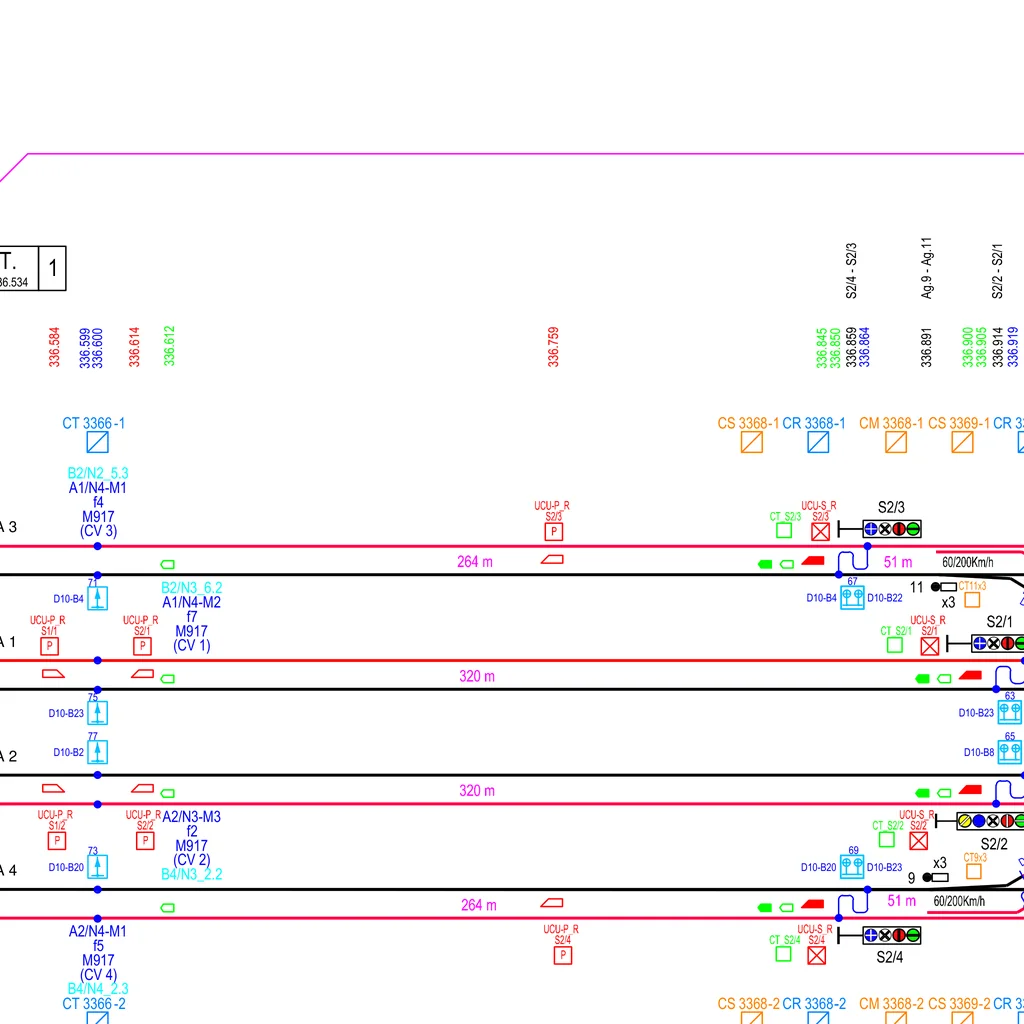 T.
1
36.534
S2/4 - S2/3
Ag.9 - Ag.11
S2/2 - S2/1
336.584
336.599
336.600
336.614
336.612
336.759
336.845
336.850
336.859
336.864
336.891
336.900
336.905
336.914
336.919
CT 3366-1
CS 3368-1
CR 3368-1
CM 3368-1
CS 3369-1
CR 33
B2/N2_5.3
A1/N4-M1
f4
M917
(CV 3)
A 3
UCU-P_R
S2/3
P
CT_S2/3
UCU-S_R
S2/3
S2/3
264 m
51 m
60/200Km/h
71
D10-B4
B2/N3_6.2
A1/N4-M2
f7
M917
(CV 1)
67
D10-B4
D10-B22
11
x3
CT11x3
A 1
UCU-P_R
S1/1
P
UCU-P_R
S2/1
P
CT_S2/1
UCU-S_R
S2/1
S2/1
320 m
75
D10-B23
63
D10-B23
A 2
77
D10-B2
65
D10-B8
320 m
UCU-P_R
S1/2
P
UCU-P_R
S2/2
P
A2/N3-M3
f2
M917
(CV 2)
B4/N3_2.2
CT_S2/2
UCU-S_R
S2/2
S2/2
A 4
73
D10-B20
69
D10-B20
D10-B23
9
x3
CT9x3
264 m
51 m
60/200Km/h
A2/N4-M1
f5
M917
(CV 4)
B4/N4_2.3
UCU-P_R
S2/4
P
CT_S2/4
UCU-S_R
S2/4
S2/4
CT 3366-2
CS 3368-2
CR 3368-2
CM 3368-2
CS 3369-2
CR 33